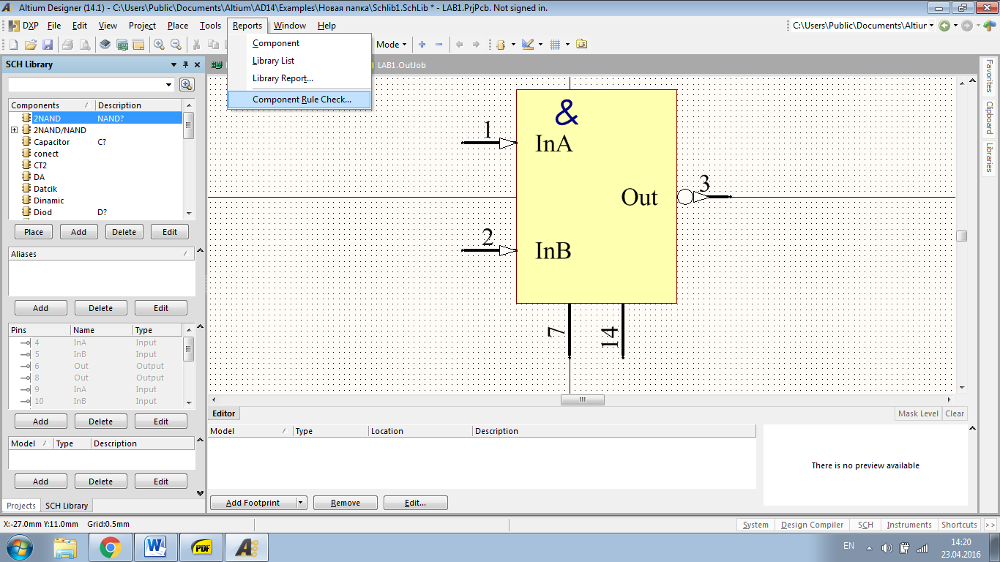 Altium Designer (14.1) - C:\Users\Public\Documents\Altium\AD14\Examples\Новая папка\Schlib1.SchLib * - LAB1.PrjPcb. Not signed in.
DXP File Edit View Project Place Tools Reports Window Help C:\Users\Public\Documents\Altiur
Mode
Component
Library List
Library Report...
Component Rule Check...
SCH Library
LAB1.OutJob
Components Description
2NAND NAND?
2NAND/NAND
Capacitor C?
conect
CT2
DA
Datcik
Dinamic
Diod D?
Place Add Delete Edit
Aliases
Add Delete Edit
Pins Name Type
4 InA Input
5 InB Input
6 Out Output
8 Out Output
9 InA Input
10 InB Input
Add Delete Edit
Model Type Description
Add Delete Edit
Projects SCH Library
&
1
InA
Out
3
2
InB
7
14
Favorites
Clipboard
Libraries
Editor
Mask Level Clear
Model Type Location Description
There is no preview available
Add Footprint Remove Edit...
X:-27.0mm Y:11.0mm Grid:0.5mm
System Design Compiler SCH Instruments Shortcuts >>
PDF
EN
14:20
23.04.2016